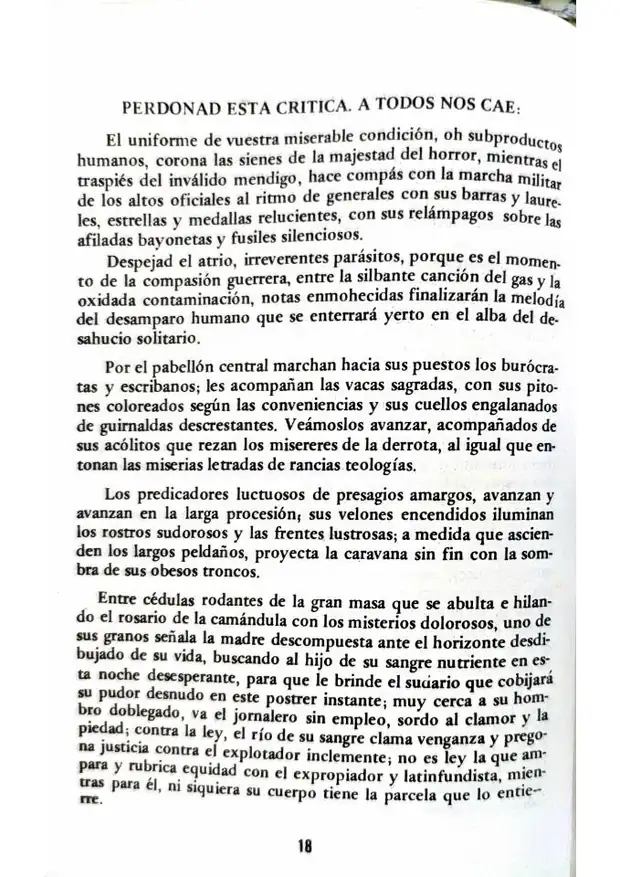 PERDONAD ESTA CRITICA. A TODOS NOS CAE:
El uniforme de vuestra miserable condición, oh subproductos
humanos, corona las sienes de la majestad del horror, mientras el
traspiés del inválido mendigo, hace compás con la marcha militar
de los altos oficiales al ritmo de generales con sus barras y laure-
les, estrellas y medallas relucientes, con sus relámpagos sobre las
afiladas bayonetas y fusiles silenciosos.
Despejad el atrio, irreverentes parásitos, porque es el momen-
to de la compasión guerrera, entre la silbante canción del gas y la
oxidada contaminación, notas enmohecidas finalizarán la melodía
del desamparo humano que se enterrará yerto en el alba del de-
sahucio solitario.
Por el pabellón central marchan hacia sus puestos los burócra-
tas y escribanos; les acompañan las vacas sagradas, con sus pito-
nes coloreados según las conveniencias y sus cuellos engalanados
de guirnaldas descrestantes. Veámoslos avanzar, acompañados de
sus acólitos que rezan los misereres de la derrota, al igual que en-
tonan las miserias letradas de rancias teologías.
Los predicadores luctuosos de presagios amargos, avanzan y
avanzan en la larga procesión; sus velones encendidos iluminan
los rostros sudorosos y las frentes lustrosas; a medida que ascien-
den los largos peldaños, proyecta la caravana sin fin con la som-
bra de sus obesos troncos.
Entre cédulas rodantes de la gran masa que se abulta e hilan-
do el rosario de la camándula con los misterios dolorosos, uno de
sus granos señala la madre descompuesta ante el horizonte desdi-
bujado de su vida, buscando al hijo de su sangre nutriente en es-
ta noche desesperante, para que le brinde el sudario que cobijará
su pudor desnudo en este postrer instante; muy cerca a su hom-
bro doblegado, va el jornalero sin empleo, sordo al clamor y la
piedad; contra la ley, el río de su sangre clama venganza y prego-
na justicia contra el explotador inclemente; no es ley la que am-
para y rubrica equidad con el expropiador y latinfundista, mien-
tras para él, ni siquiera su cuerpo tiene la parcela que lo entie-
rre.
18